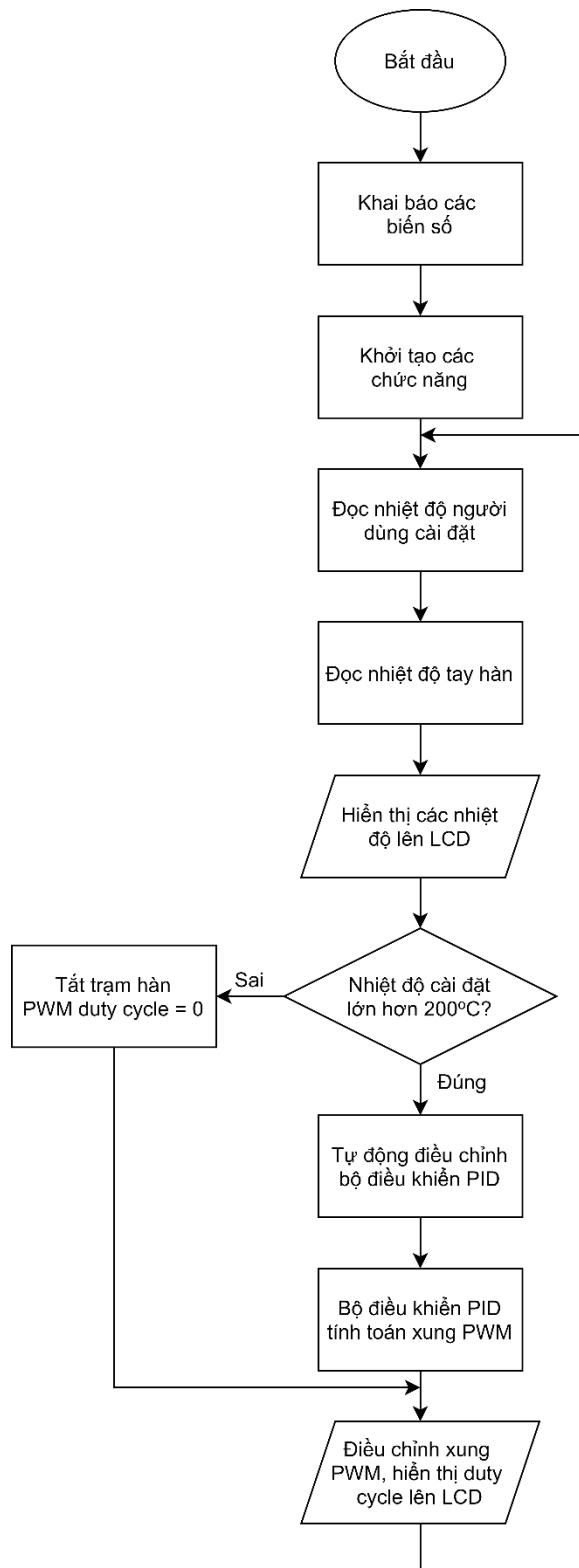 Bắt đầu
Khai báo các
biến số
Khởi tạo các
chức năng
Đọc nhiệt độ người
dùng cài đặt
Đọc nhiệt độ tay hàn
Hiển thị các nhiệt
độ lên LCD
Nhiệt độ cài đặt
lớn hơn 200ºC?
Sai
Tắt trạm hàn
PWM duty cycle = 0
Đúng
Tự động điều chỉnh
bộ điều khiển PID
Bộ điều khiển PID
tính toán xung PWM
Điều chỉnh xung
PWM, hiển thị duty
cycle lên LCD